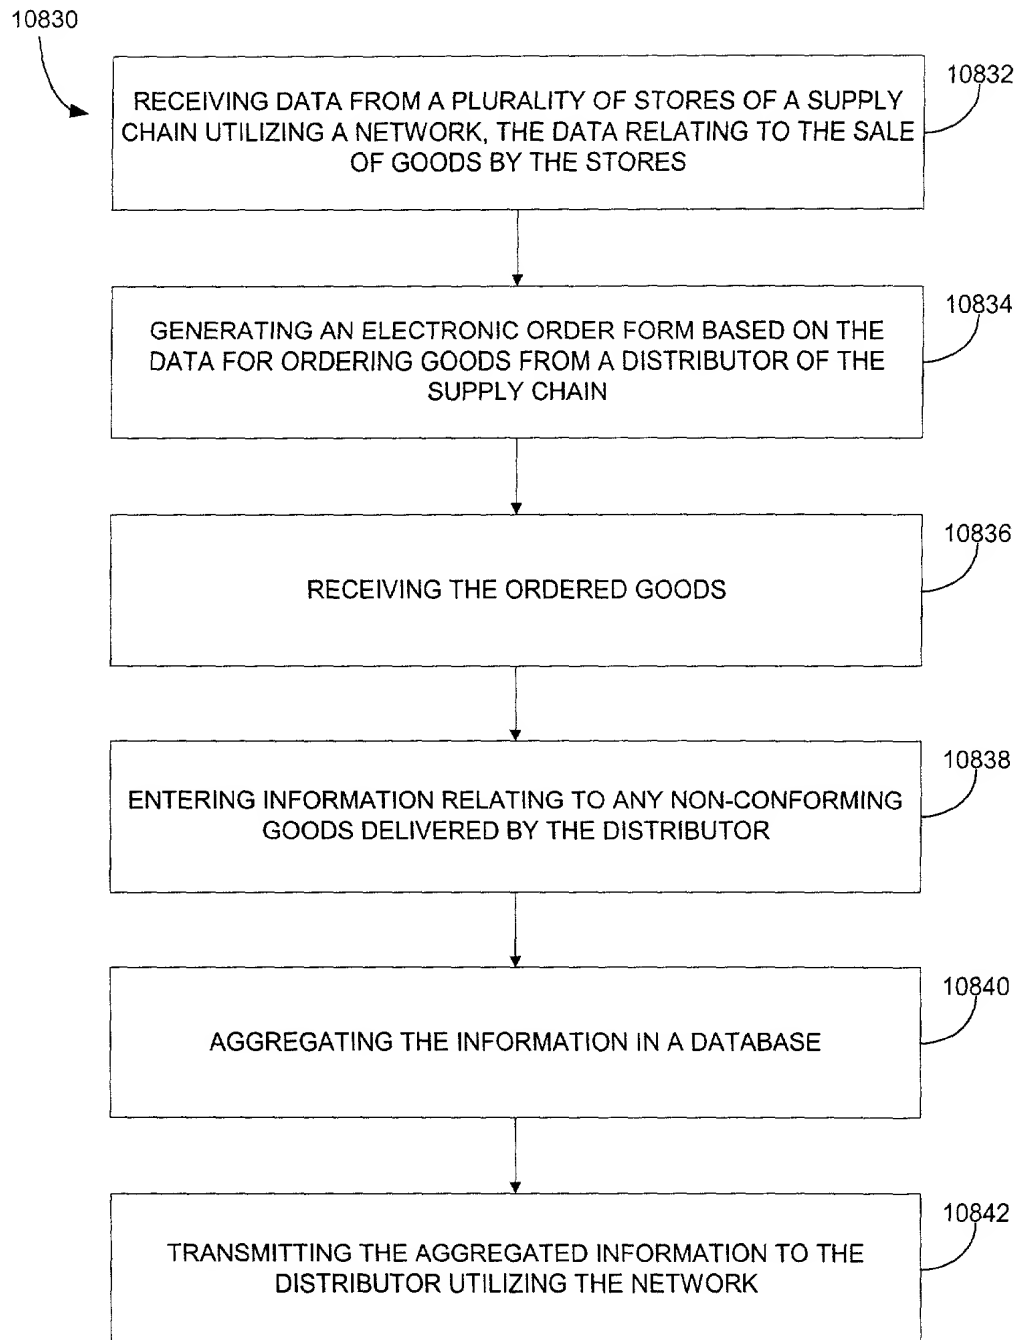 10830
10832
RECEIVING DATA FROM A PLURALITY OF STORES OF A SUPPLY
CHAIN UTILIZING A NETWORK, THE DATA RELATING TO THE SALE
OF GOODS BY THE STORES
10834
GENERATING AN ELECTRONIC ORDER FORM BASED ON THE
DATA FOR ORDERING GOODS FROM A DISTRIBUTOR OF THE
SUPPLY CHAIN
10836
RECEIVING THE ORDERED GOODS
10838
ENTERING INFORMATION RELATING TO ANY NON-CONFORMING
GOODS DELIVERED BY THE DISTRIBUTOR
10840
AGGREGATING THE INFORMATION IN A DATABASE
10842
TRANSMITTING THE AGGREGATED INFORMATION TO THE
DISTRIBUTOR UTILIZING THE NETWORK